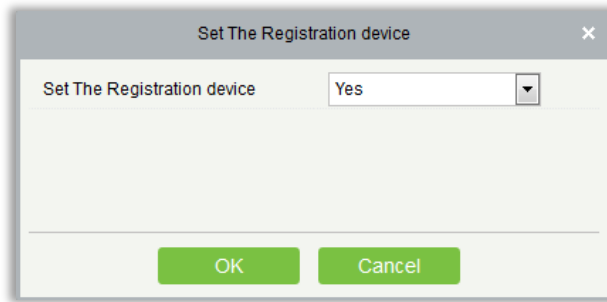 Set The Registration device ×
Set The Registration device Yes
OK Cancel